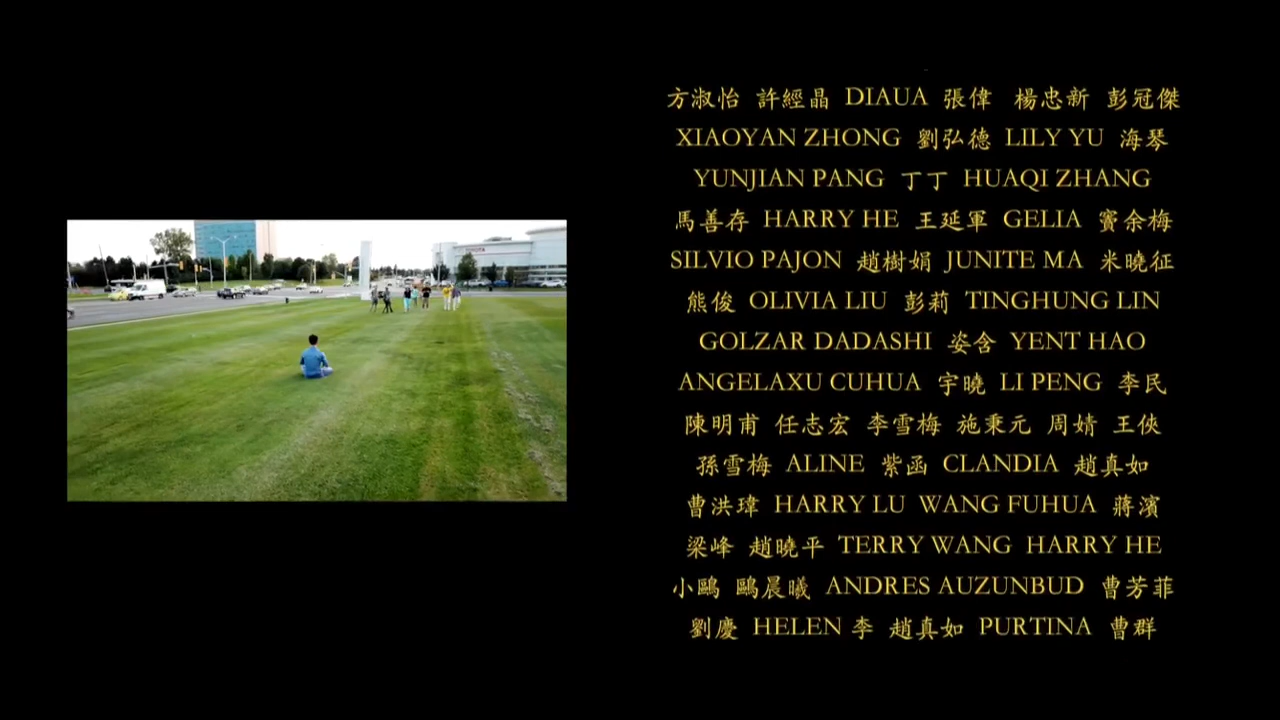 方淑怡 許經晶 DIAUA 張偉 楊忠新 彭冠傑
XIAOYAN ZHONG 劉弘德 LILY YU 海琴
YUNJIAN PANG 丁丁 HUAQI ZHANG
馬善存 HARRY HE 王延軍 GELIA 竇余梅
SILVIO PAJON 趙樹娟 JUNITE MA 米曉征
熊俊 OLIVIA LIU 彭莉 TINGHUNG LIN
GOLZAR DADASHI 姿含 YENT HAO
ANGELAXU CUHUA 宇曉 LI PENG 李民
陳明甫 任志宏 李雪梅 施秉元 周婧 王俠
孫雪梅 ALINE 紫函 CLANDIA 趙真如
曹洪瑋 HARRY LU WANG FUHUA 蔣濱
梁峰 趙曉平 TERRY WANG HARRY HE
小鷗 鷗晨曦 ANDRES AUZUNBUD 曹芳菲
劉慶 HELEN 李 趙真如 PURTINA 曹群